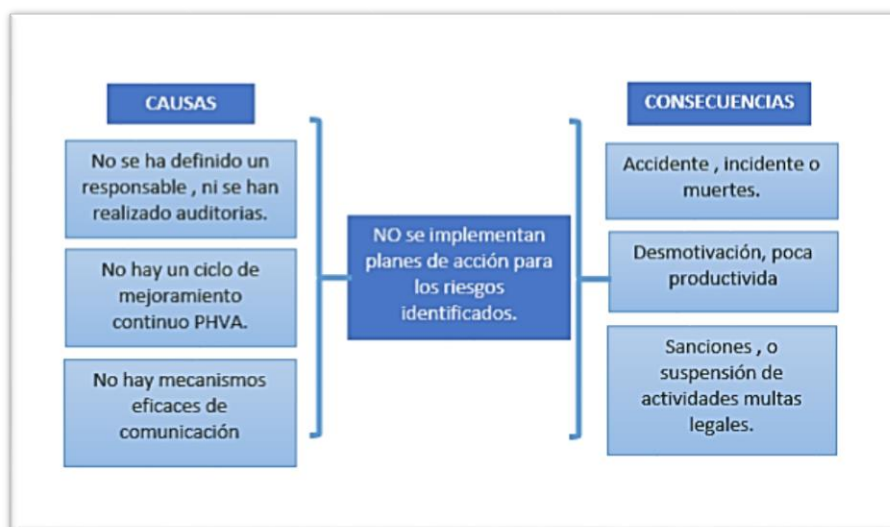 CAUSAS
No se ha definido un
responsable , ni se han
realizado auditorias.
No hay un ciclo de
mejoramiento
continuo PHVA.
No hay mecanismos
eficaces de
comunicación
NO se implementan
planes de acción para
los riesgos
identificados.
CONSECUENCIAS
Accidente , incidente o
muertes.
Desmotivación, poca
productivida
Sanciones , o
suspensión de
actividades multas
legales.